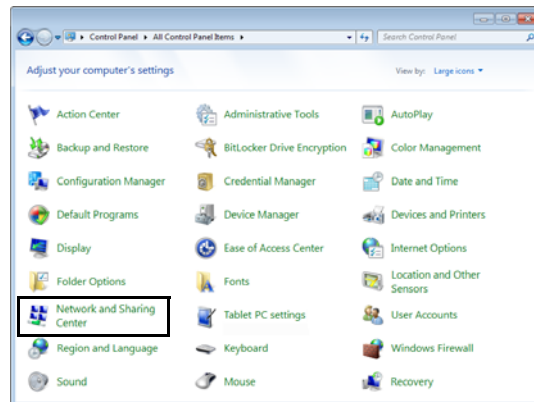 Control Panel All Control Panel Items Search Control Panel
Adjust your computer's settings View by: Large icons
Action Center Administrative Tools AutoPlay
Backup and Restore BitLocker Drive Encryption Color Management
Configuration Manager Credential Manager Date and Time
Default Programs Device Manager Devices and Printers
Display Ease of Access Center Internet Options
Folder Options Fonts Location and Other
Sensors
Network and Sharing
Center Tablet PC settings User Accounts
Region and Language Keyboard Windows Firewall
Sound Mouse Recovery